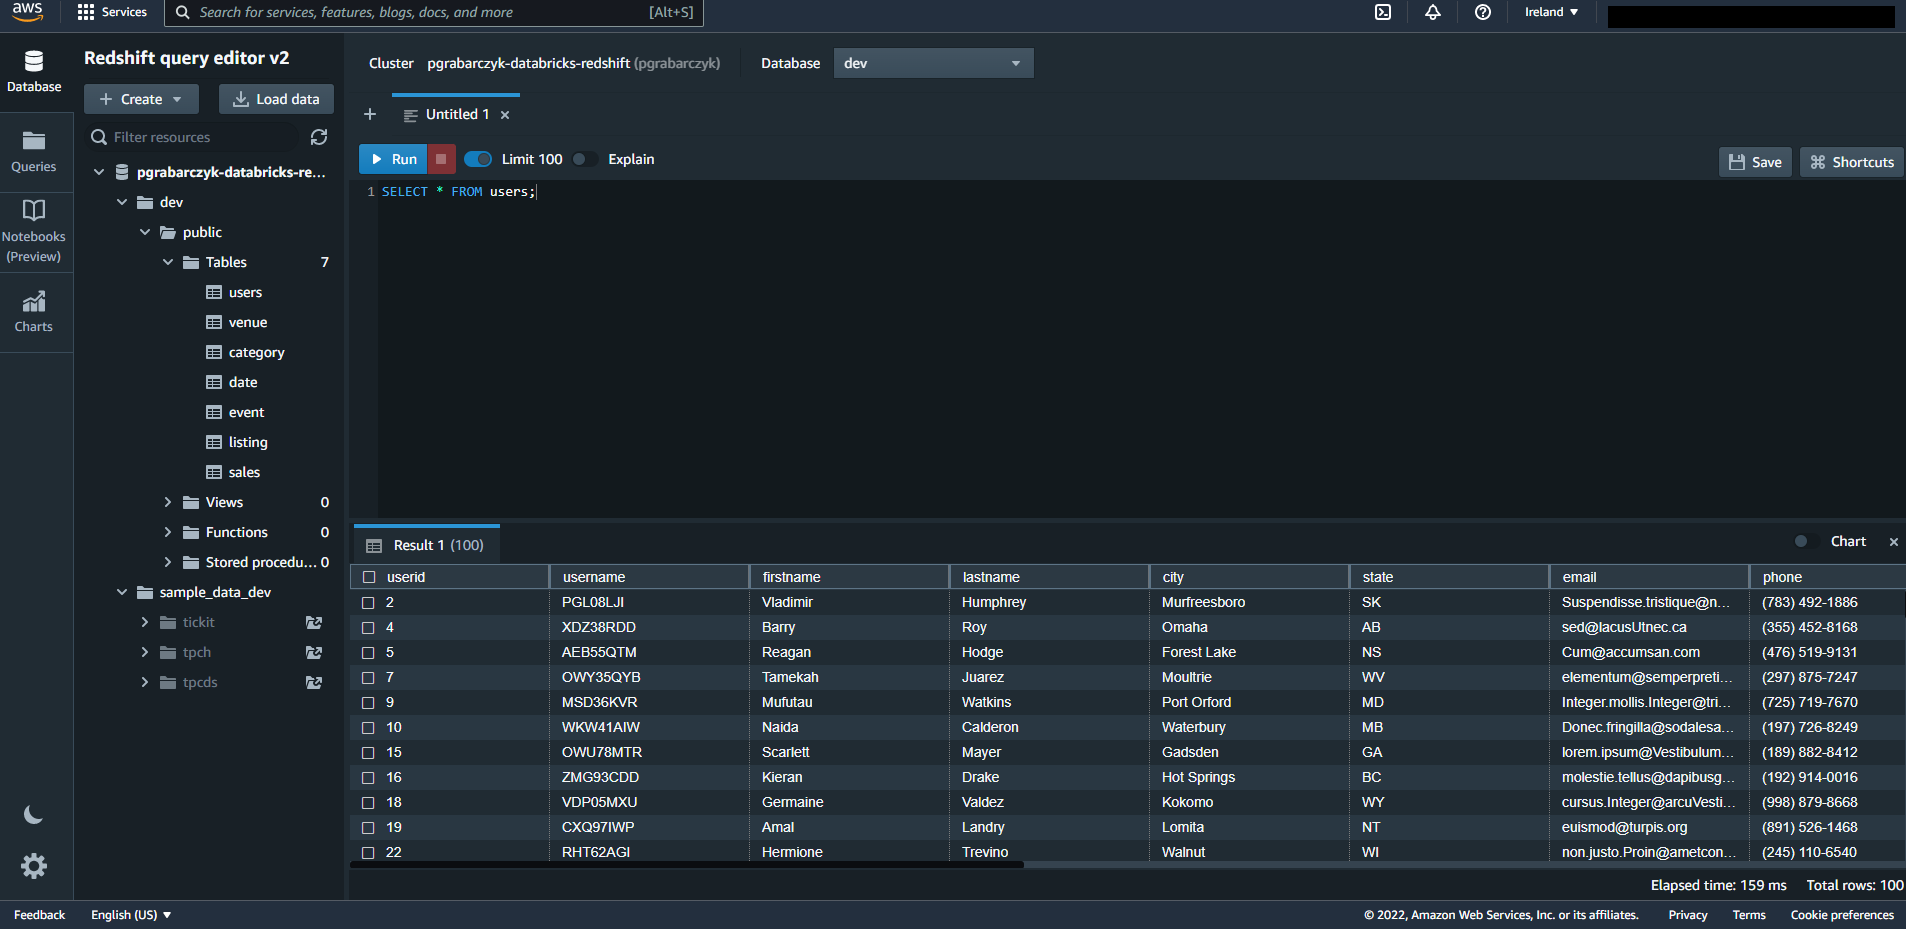 aws
Services
Search for services, features, blogs, docs, and more
[Alt+S]
Ireland ▼
Database
Queries
Notebooks
(Preview)
Charts
Redshift query editor v2
+ Create
Load data
Filter resources
pgrabarczyk-databricks-re...
dev
public
Tables 7
users
venue
category
date
event
listing
sales
Views 0
Functions 0
Stored procedu... 0
sample_data_dev
tickit
tpch
tpcds
Cluster pgrabarczyk-databricks-redshift (pgrabarczyk) Database dev
+ Untitled 1 ×
Run Limit 100 Explain Save Shortcuts
1 SELECT * FROM users;
Result 1 (100) Chart ×
userid username firstname lastname city state email phone
2 PGL08LJI Vladimir Humphrey Murfreesboro SK Suspendisse.tristique@n... (783) 492-1886
4 XDZ38RDD Barry Roy Omaha AB sed@lacusUtnec.ca (355) 452-8168
5 AEB55QTM Reagan Hodge Forest Lake NS Cum@accumsan.com (476) 519-9131
7 OWY35QYB Tamekah Juarez Moultrie WV elementum@semperpreti... (297) 875-7247
9 MSD36KVR Mufutau Watkins Port Orford MD Integer.mollis.Integer@tri... (725) 719-7670
10 WKW41AIW Naida Calderon Waterbury MB Donec.fringilla@sodalesa... (197) 726-8249
15 OWU78MTR Scarlett Mayer Gadsden GA lorem.ipsum@Vestibulum... (189) 882-8412
16 ZMG93CDD Kieran Drake Hot Springs BC molestie.tellus@dapibusg... (192) 914-0016
18 VDP05MXU Germaine Valdez Kokomo WY cursus.Integer@arcuVesti... (998) 879-8668
19 CXQ97IWP Amal Landry Lomita NT euismod@turpis.org (891) 526-1468
22 RHT62AGI Hermione Trevino Walnut WI non.justo.Proin@ametcon... (245) 110-6540
Elapsed time: 159 ms Total rows: 100
Feedback English (US) ▼ © 2022, Amazon Web Services, Inc. or its affiliates. Privacy Terms Cookie preferences